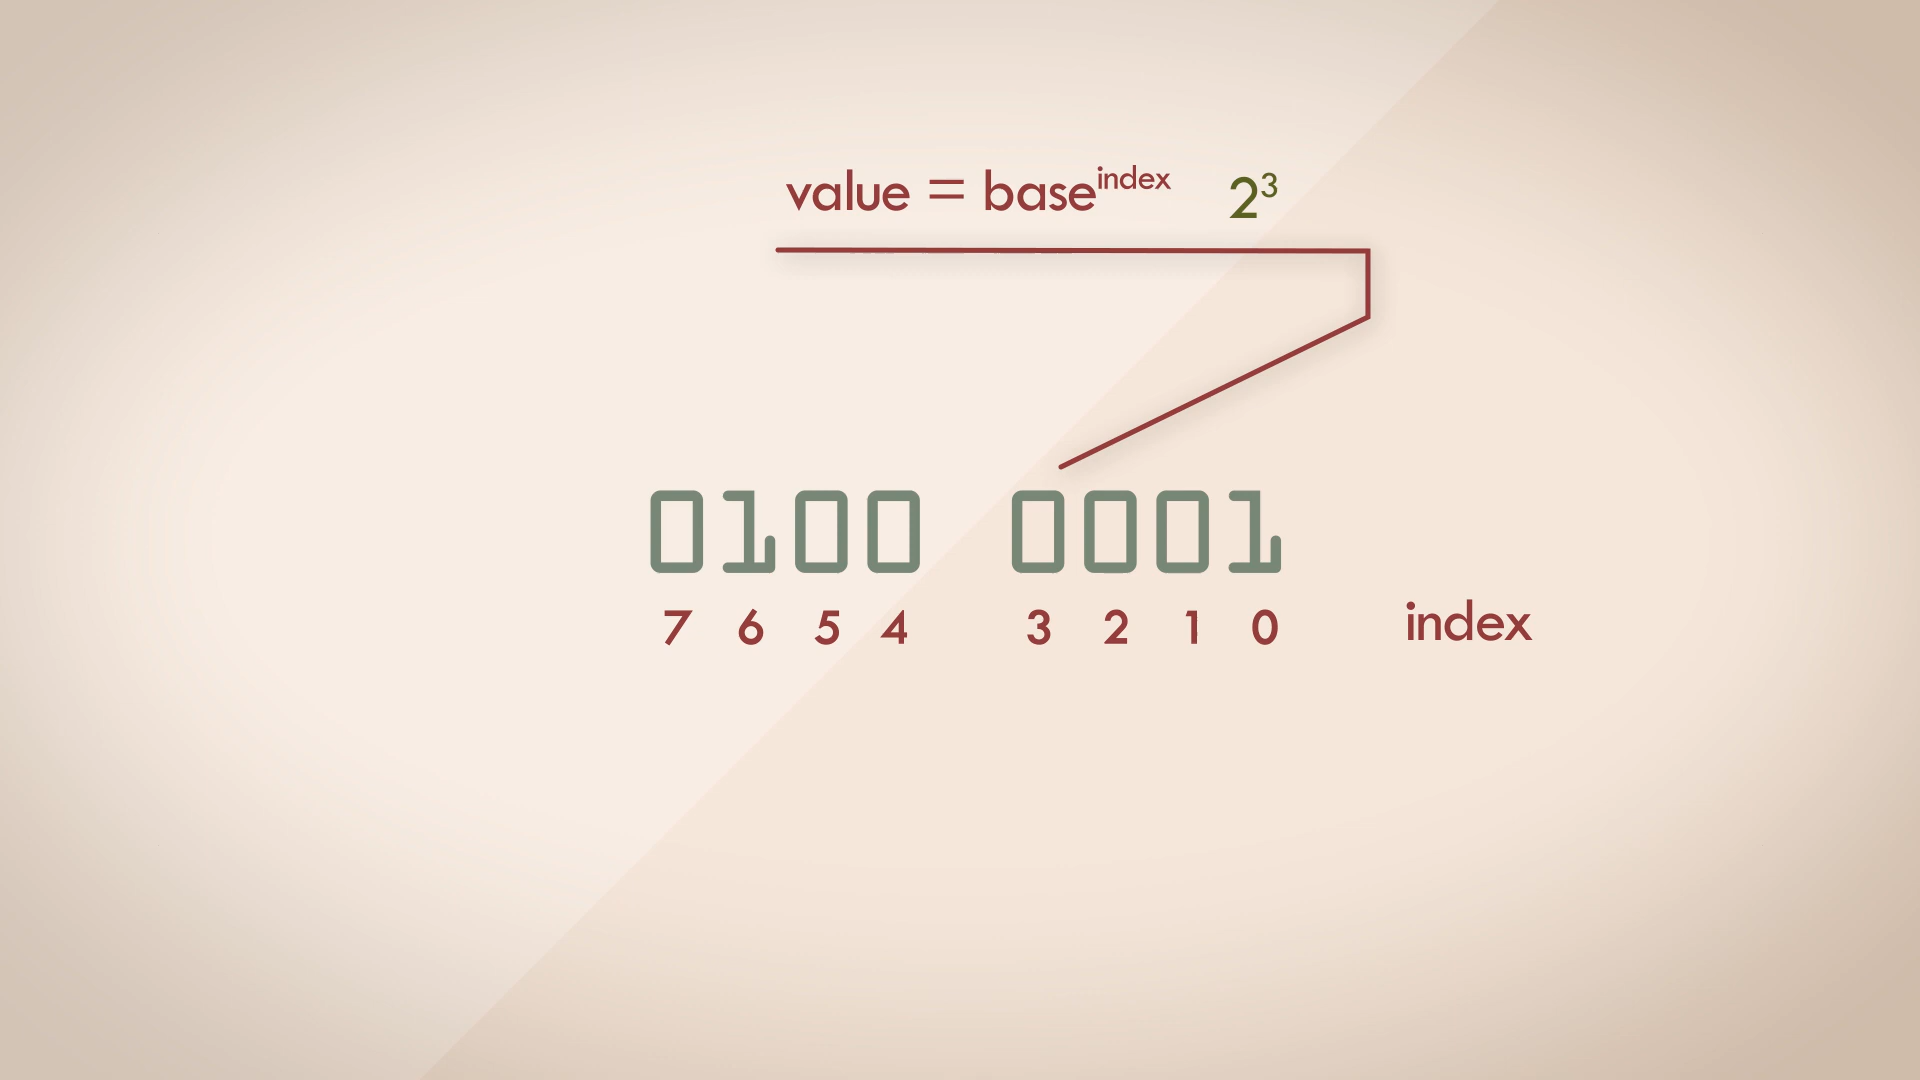 value = base^index 2^3
0100 0001
7 6 5 4 3 2 1 0 index